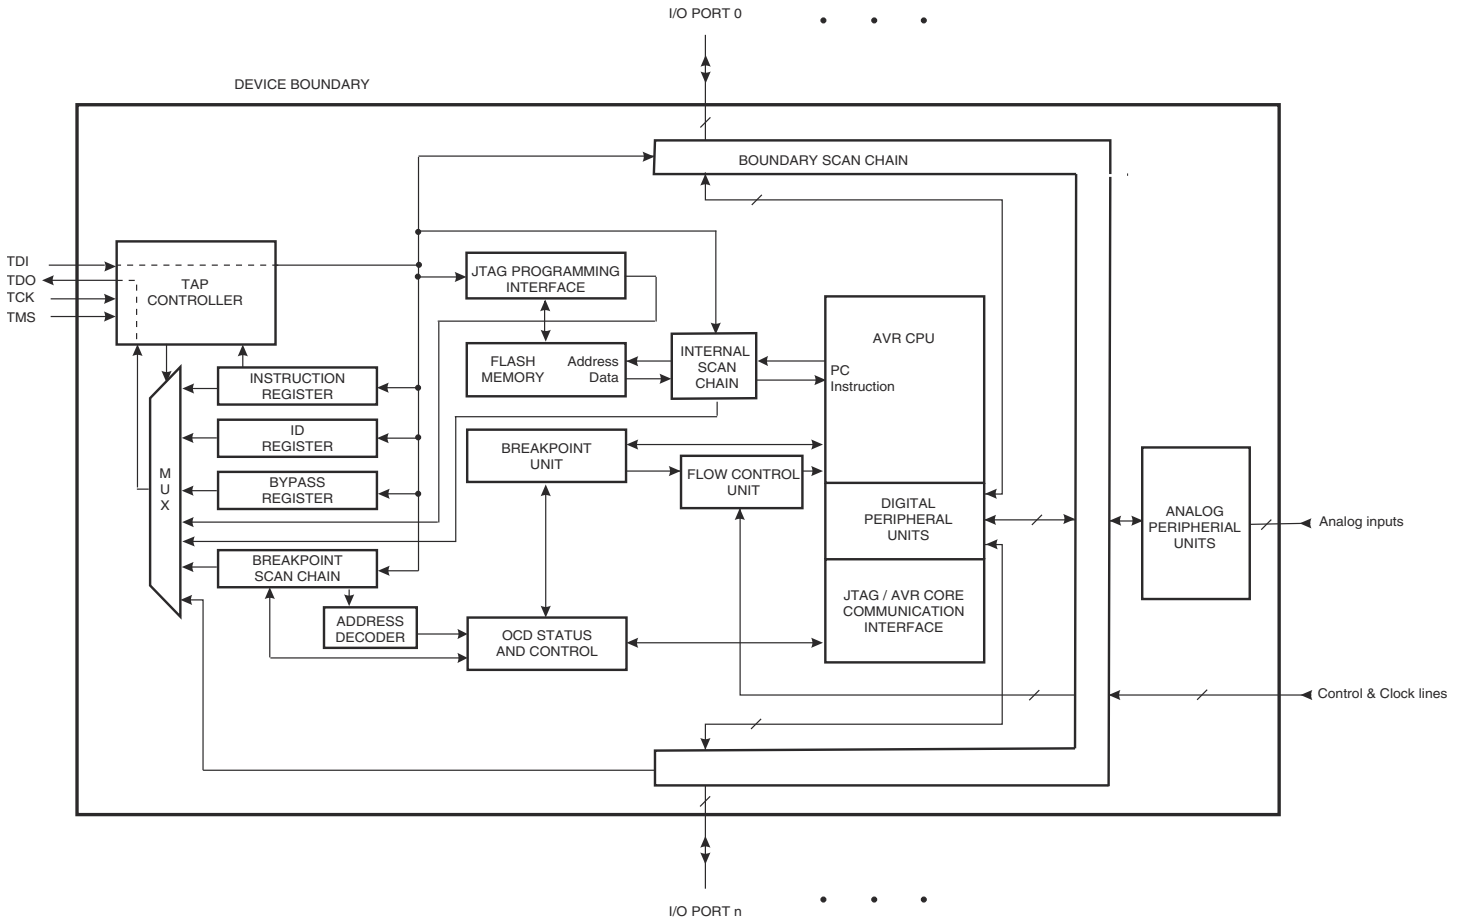 I/O PORT 0
DEVICE BOUNDARY
BOUNDARY SCAN CHAIN
TDI
TDO
TCK
TMS
TAP
CONTROLLER
JTAG PROGRAMMING
INTERFACE
AVR CPU
FLASH
MEMORY
Address
Data
INTERNAL
SCAN
CHAIN
PC
Instruction
INSTRUCTION
REGISTER
ID
REGISTER
BREAKPOINT
UNIT
FLOW CONTROL
UNIT
M
U
X
BYPASS
REGISTER
DIGITAL
PERIPHERAL
UNITS
ANALOG
PERIPHERIAL
UNITS
Analog inputs
BREAKPOINT
SCAN CHAIN
ADDRESS
DECODER
OCD STATUS
AND CONTROL
JTAG / AVR CORE
COMMUNICATION
INTERFACE
Control & Clock lines
I/O PORT n